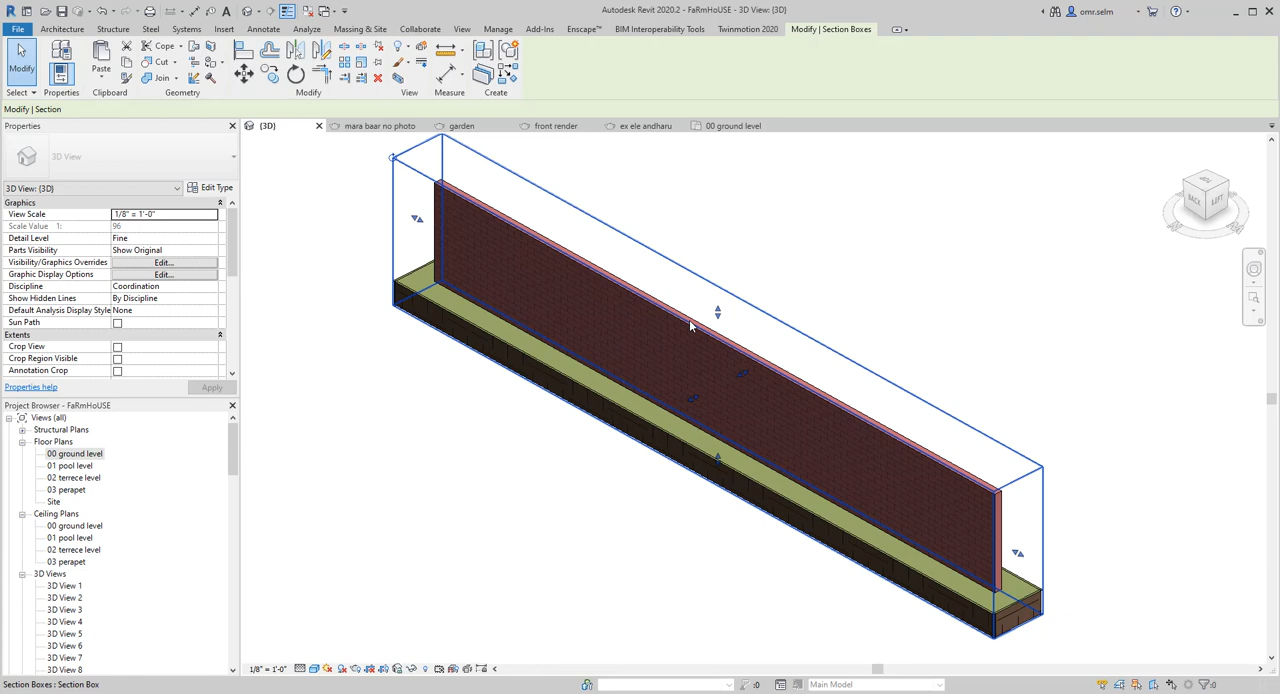 Autodesk Revit 2020.2 - FaRmHoUSE - 3D View: {3D}
omr.selm
File Architecture Structure Steel Systems Insert Annotate Analyze Massing & Site Collaborate View Manage Add-Ins Enscape™ BIM Interoperability Tools Twinmotion 2020 Modify | Section Boxes
Modify Paste Cope Cut Join
Select Properties Clipboard Geometry Modify View Measure Create
Modify | Section
Properties
{3D} mara baar no photo garden front render ex ele andharu 00 ground level
3D View
3D View: {3D} Edit Type
Graphics
View Scale 1/8" = 1'-0"
Scale Value 1: 96
Detail Level Fine
Parts Visibility Show Original
Visibility/Graphics Overrides Edit...
Graphic Display Options Edit...
Discipline Coordination
Show Hidden Lines By Discipline
Default Analysis Display Style None
Sun Path
Extents
Crop View
Crop Region Visible
Annotation Crop
Properties help Apply
Project Browser - FaRmHoUSE
Views (all)
Structural Plans
Floor Plans
00 ground level
01 pool level
02 terrece level
03 perapet
Site
Ceiling Plans
00 ground level
01 pool level
02 terrece level
03 perapet
3D Views
3D View 1
3D View 2
3D View 3
3D View 4
3D View 5
3D View 6
3D View 7
3D View 8
BACK LEFT
1/8" = 1'-0"
Section Boxes : Section Box :0 Main Model :0